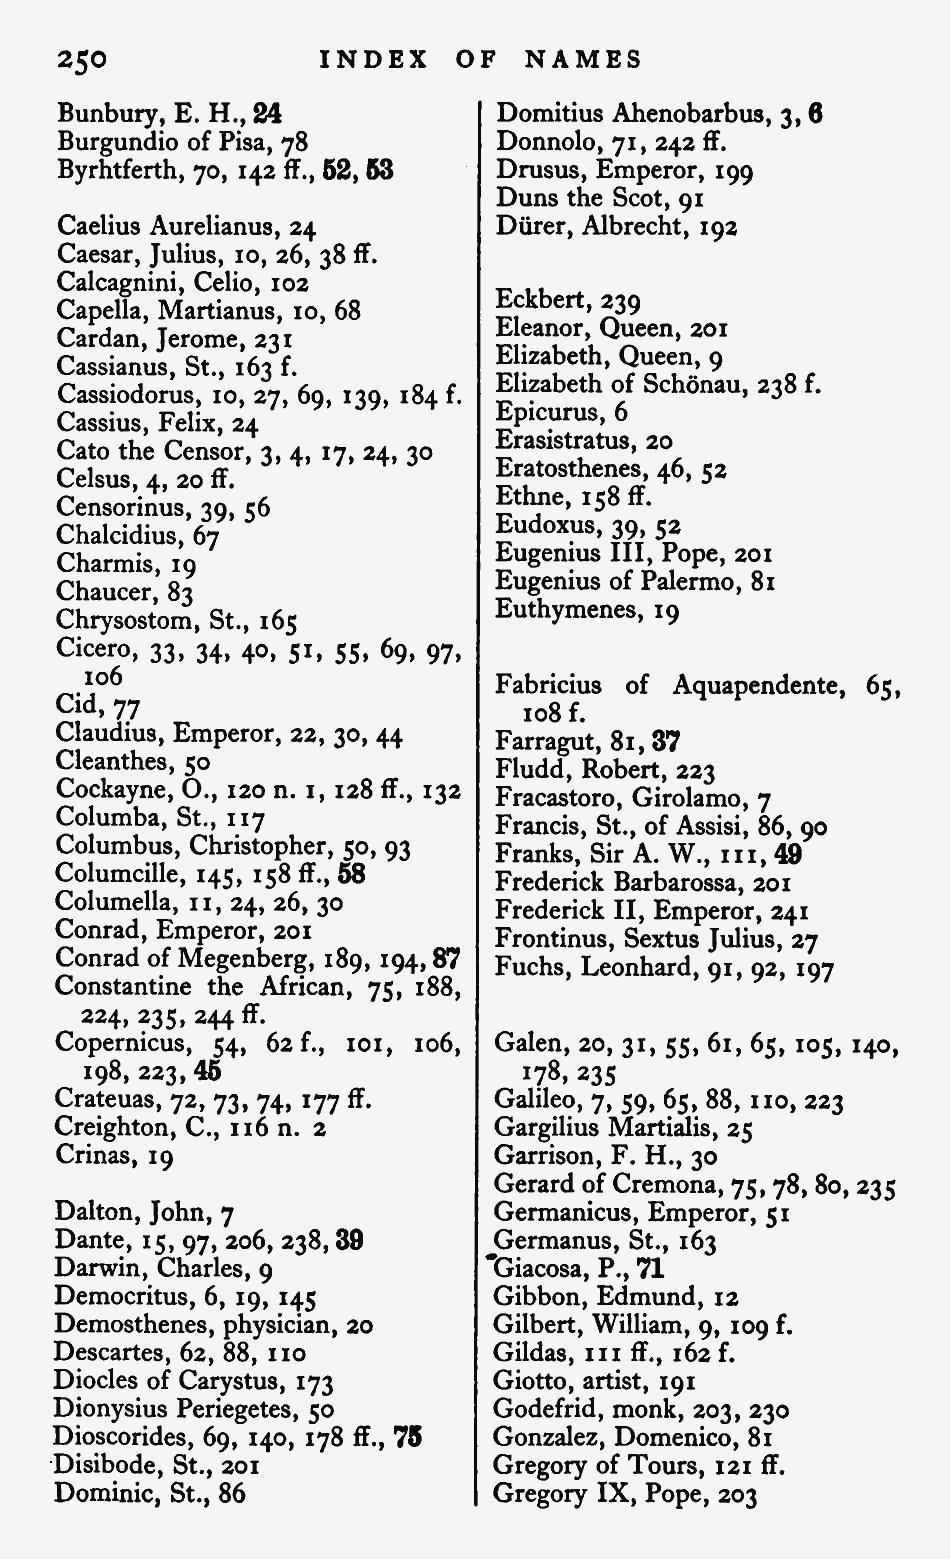 250 INDEX OF NAMES
Bunbury, E. H., 24
Burgundio of Pisa, 78
Byrhtferth, 70, 142 ff., 52, 53
Caelius Aurelianus, 24
Caesar, Julius, 10, 26, 38 ff.
Calcagnini, Celio, 102
Capella, Martianus, 10, 68
Cardan, Jerome, 231
Cassianus, St., 163 f.
Cassiodorus, 10, 27, 69, 139, 184 f.
Cassius, Felix, 24
Cato the Censor, 3, 4, 17, 24, 30
Celsus, 4, 20 ff.
Censorinus, 39, 56
Chalcidius, 67
Charmis, 19
Chaucer, 83
Chrysostom, St., 165
Cicero, 33, 34, 40, 51, 55, 69, 97,
106
Cid, 77
Claudius, Emperor, 22, 30, 44
Cleanthes, 50
Cockayne, O., 120 n. 1, 128 ff., 132
Columba, St., 117
Columbus, Christopher, 50, 93
Columcille, 145, 158 ff., 58
Columella, 11, 24, 26, 30
Conrad, Emperor, 201
Conrad of Megenberg, 189, 194, 87
Constantine the African, 75, 188,
224, 235, 244 ff.
Copernicus, 54, 62 f., 101, 106,
198, 223, 45
Crateuas, 72, 73, 74, 177 ff.
Creighton, C., 116 n. 2
Crinas, 19
Dalton, John, 7
Dante, 15, 97, 206, 238, 39
Darwin, Charles, 9
Democritus, 6, 19, 145
Demosthenes, physician, 20
Descartes, 62, 88, 110
Diocles of Carystus, 173
Dionysius Periegetes, 50
Dioscorides, 69, 140, 178 ff., 75
Disibode, St., 201
Dominic, St., 86
Domitius Ahenobarbus, 3, 6
Donnolo, 71, 242 ff.
Drusus, Emperor, 199
Duns the Scot, 91
Dürer, Albrecht, 192
Eckbert, 239
Eleanor, Queen, 201
Elizabeth, Queen, 9
Elizabeth of Schönau, 238 f.
Epicurus, 6
Erasistratus, 20
Eratosthenes, 46, 52
Ethne, 158 ff.
Eudoxus, 39, 52
Eugenius III, Pope, 201
Eugenius of Palermo, 81
Euthymenes, 19
Fabricius of Aquapendente, 65,
108 f.
Farragut, 81, 37
Fludd, Robert, 223
Fracastoro, Girolamo, 7
Francis, St., of Assisi, 86, 90
Franks, Sir A. W., 111, 49
Frederick Barbarossa, 201
Frederick II, Emperor, 241
Frontinus, Sextus Julius, 27
Fuchs, Leonhard, 91, 92, 197
Galen, 20, 31, 55, 61, 65, 105, 140,
178, 235
Galileo, 7, 59, 65, 88, 110, 223
Gargilius Martialis, 25
Garrison, F. H., 30
Gerard of Cremona, 75, 78, 80, 235
Germanicus, Emperor, 51
Germanus, St., 163
Giacosa, P., 71
Gibbon, Edmund, 12
Gilbert, William, 9, 109 f.
Gildas, 111 ff., 162 f.
Giotto, artist, 191
Godefrid, monk, 203, 230
Gonzalez, Domenico, 81
Gregory of Tours, 121 ff.
Gregory IX, Pope, 203